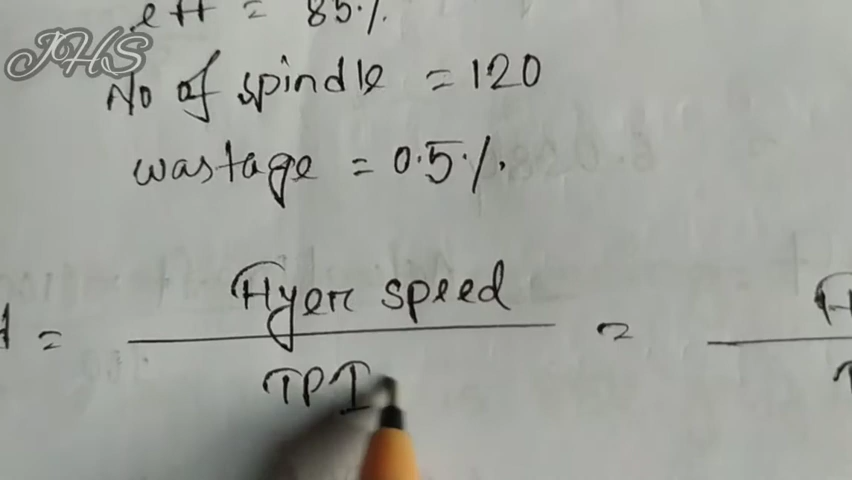 JHS
eff = 85%
No of spindle = 120
wastage = 0.5%
= Flyer speed =
TPI